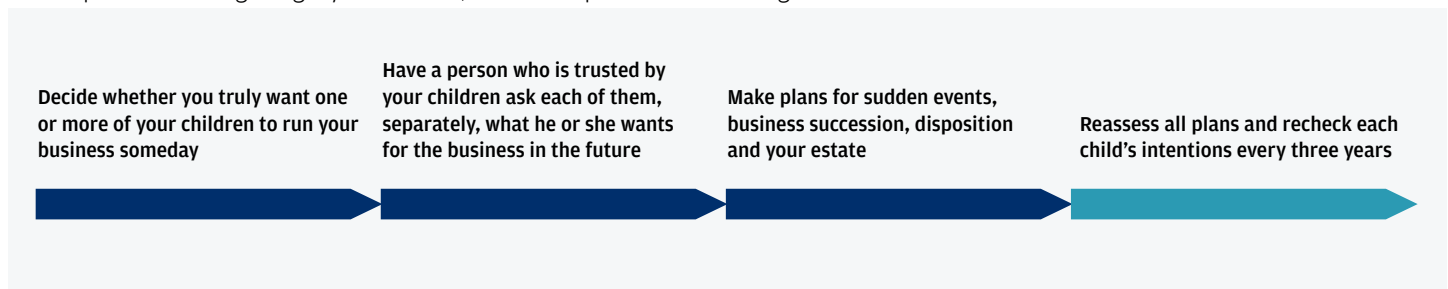 Decide whether you truly want one
or more of your children to run your
business someday
Have a person who is trusted by
your children ask each of them,
separately, what he or she wants
for the business in the future
Make plans for sudden events,
business succession, disposition
and your estate
Reassess all plans and recheck each
child’s intentions every three years